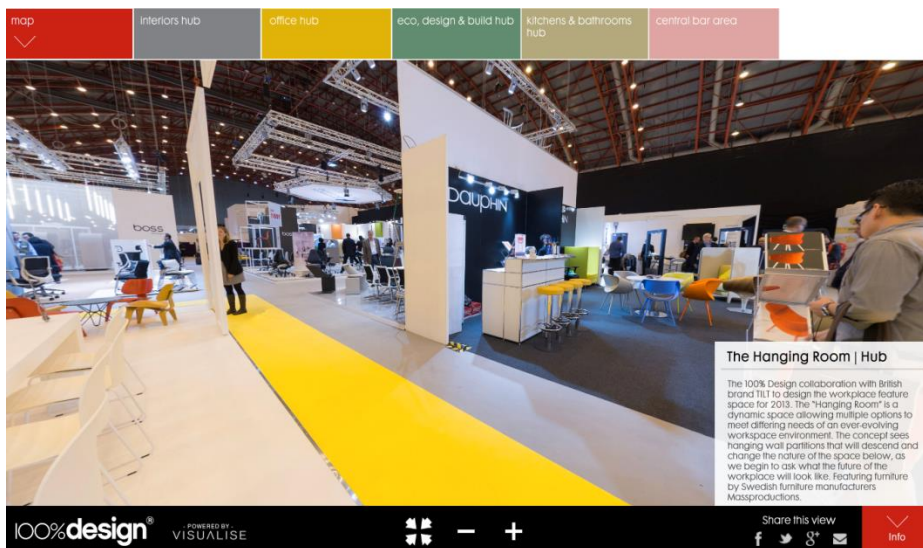 map
interiors hub
office hub
eco, design & build hub
kitchens & bathrooms
hub
central bar area
boss
DAUPHIN
The Hanging Room | Hub
The 100% Design collaboration with British
brand TILT to design the workplace feature
space for 2013. The "Hanging Room" is a
dynamic space allowing multiple options to
meet differing needs of an ever-evolving
workspace environment. The concept sees
hanging wall partitions that will descend and
change the nature of the space below, as
we begin to ask what the future of the
workplace will look like. Featuring furniture
by Swedish furniture manufacturers
Massproductions.
100%design®
- POWERED BY -
VISUALISE
Share this view
Info